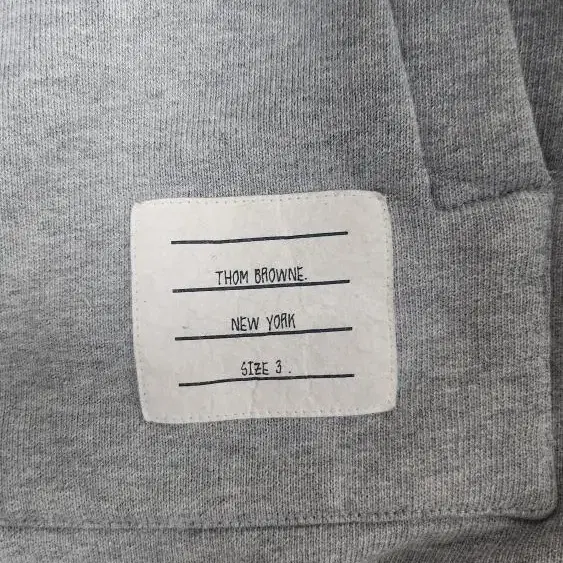 THOM BROWNE.
NEW YORK
SIZE 3.